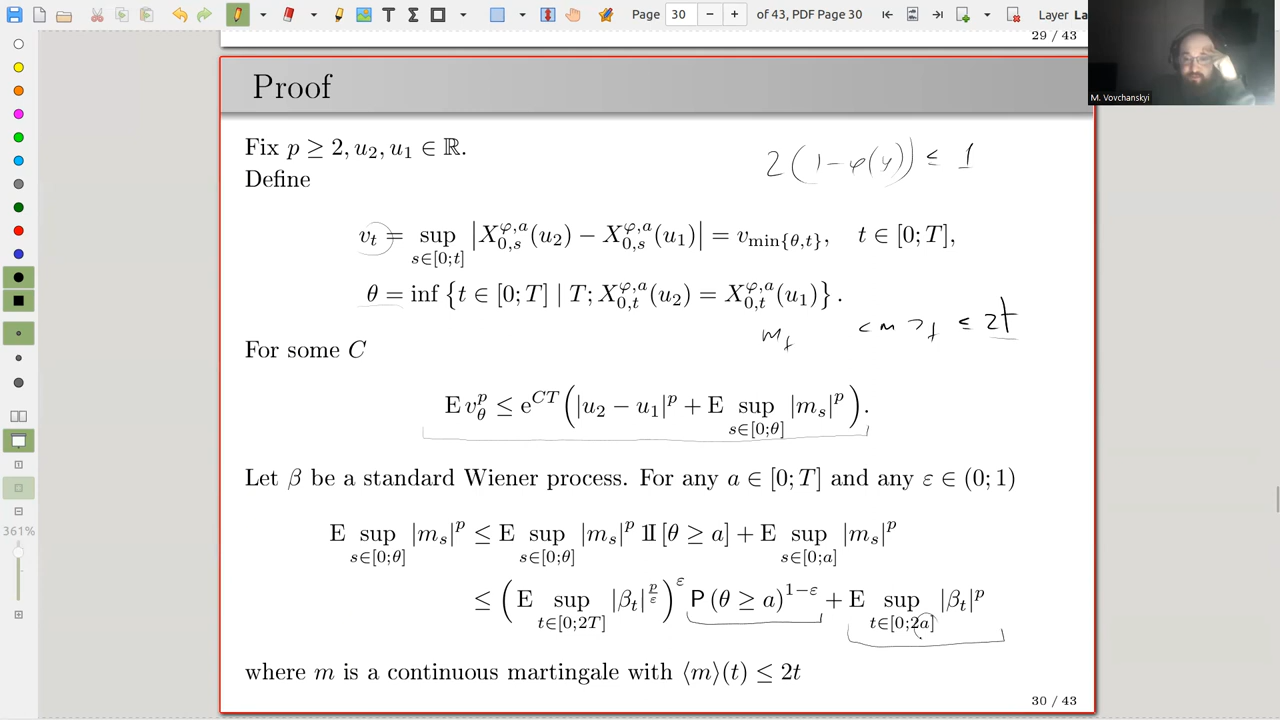 Page 30 of 43, PDF Page 30 Layer La
29 / 43
M. Vovchanskyi
361%
Proof
Fix p ≥ 2, u₂, u₁ ∈ ℝ.
2(1 − φ(y)) ≤ 1
Define
v_t = sup_{s∈[0;t]} |X^{φ,a}_{0,s}(u₂) − X^{φ,a}_{0,s}(u₁)| = v_{min{θ,t}}, t ∈ [0; T],
θ = inf {t ∈ [0; T] | T; X^{φ,a}_{0,t}(u₂) = X^{φ,a}_{0,t}(u₁)}.
m_t <m>_t ≤ 2t
For some C
E v^p_θ ≤ e^{CT}(|u₂ − u₁|^p + E sup_{s∈[0;θ]} |m_s|^p).
Let β be a standard Wiener process. For any a ∈ [0; T] and any ε ∈ (0; 1)
E sup_{s∈[0;θ]} |m_s|^p ≤ E sup_{s∈[0;θ]} |m_s|^p 1I [θ ≥ a] + E sup_{s∈[0;a]} |m_s|^p
≤ (E sup_{t∈[0;2T]} |β_t|^{p/ε})^ε P (θ ≥ a)^{1−ε} + E sup_{t∈[0;2a]} |β_t|^p
where m is a continuous martingale with ⟨m⟩(t) ≤ 2t
30 / 43